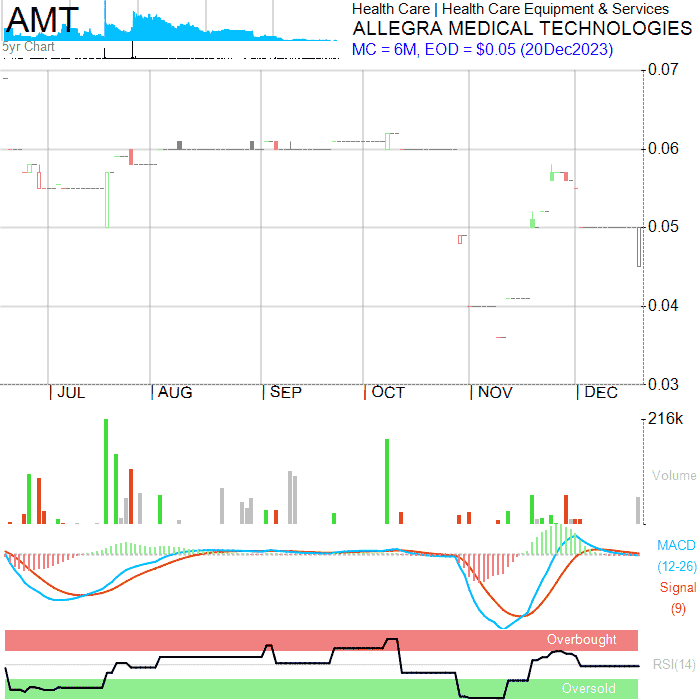 AMT
5yr Chart
Health Care | Health Care Equipment & Services
ALLEGRA MEDICAL TECHNOLOGIES
MC = 6M, EOD = $0.05 (20Dec2023)
0.07
0.06
0.05
0.04
0.03
JUL AUG SEP OCT NOV DEC
216k
Volume
MACD
(12-26)
Signal
(9)
Overbought
RSI(14)
Oversold